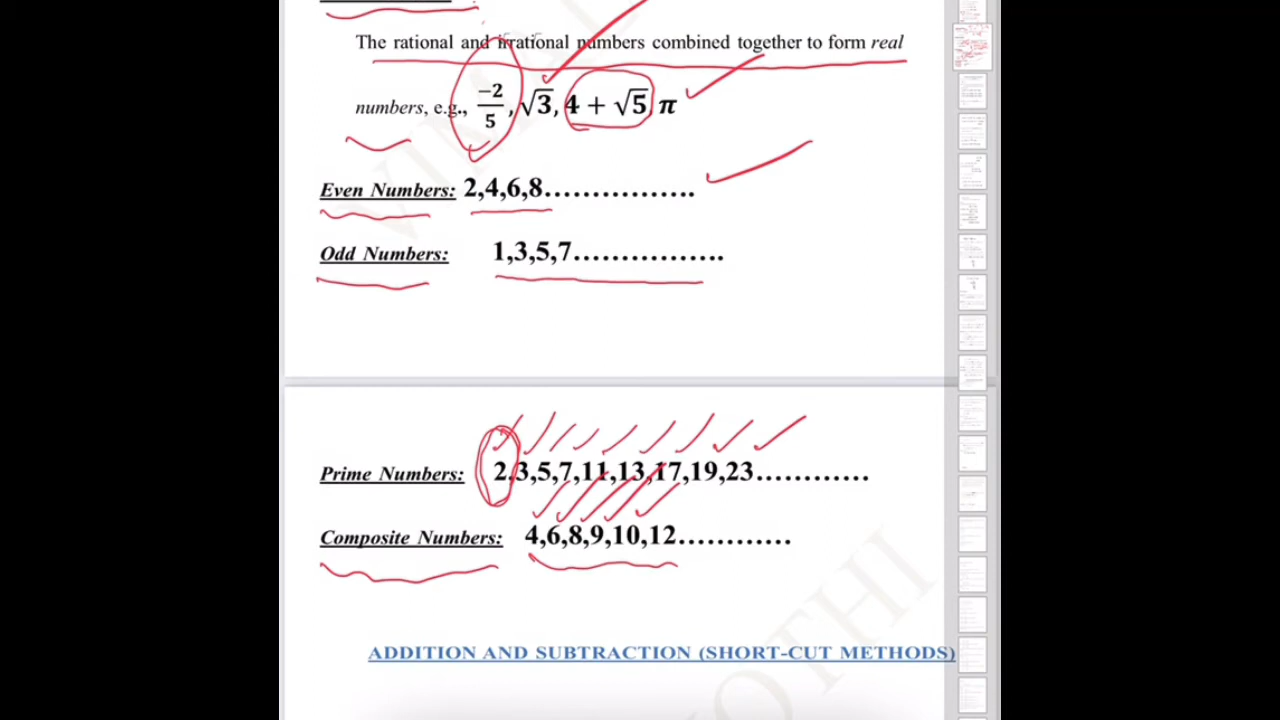 The rational and irrational numbers combined together to form real
numbers, e.g., −2/5, √3, 4 + √5, π
Even Numbers: 2,4,6,8…………….
Odd Numbers: 1,3,5,7…………….
Prime Numbers: 2,3,5,7,11,13,17,19,23…………
Composite Numbers: 4,6,8,9,10,12…………
ADDITION AND SUBTRACTION (SHORT-CUT METHODS)